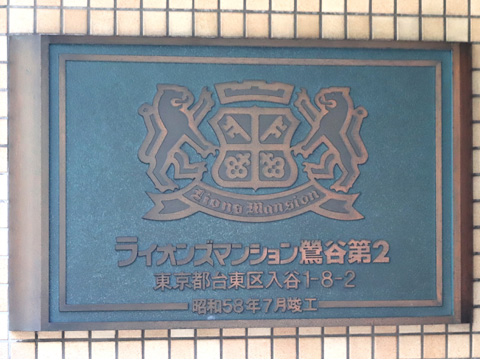 Lions Mansion
ライオンズマンション鶯谷第2
東京都台東区入谷1-8-2
昭和58年7月竣工